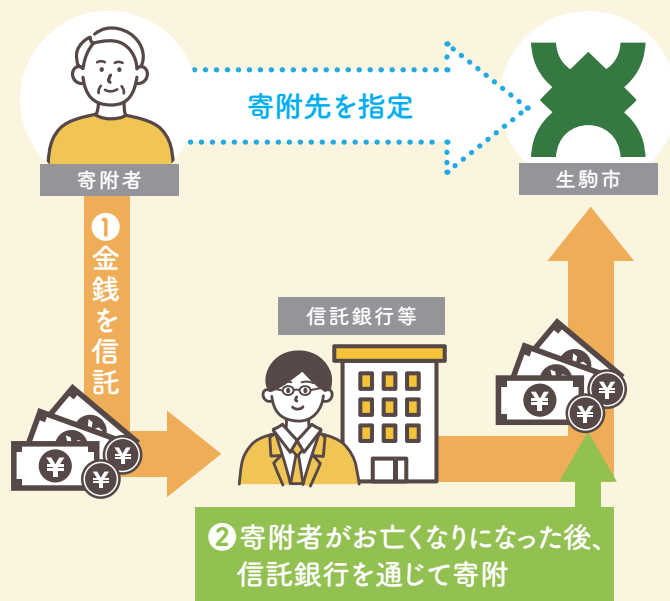 寄附先を指定
寄附者
生駒市
❶金銭を信託
信託銀行等
¥
¥
¥
¥
¥
¥
❷寄附者がお亡くなりになった後、
信託銀行を通じて寄附